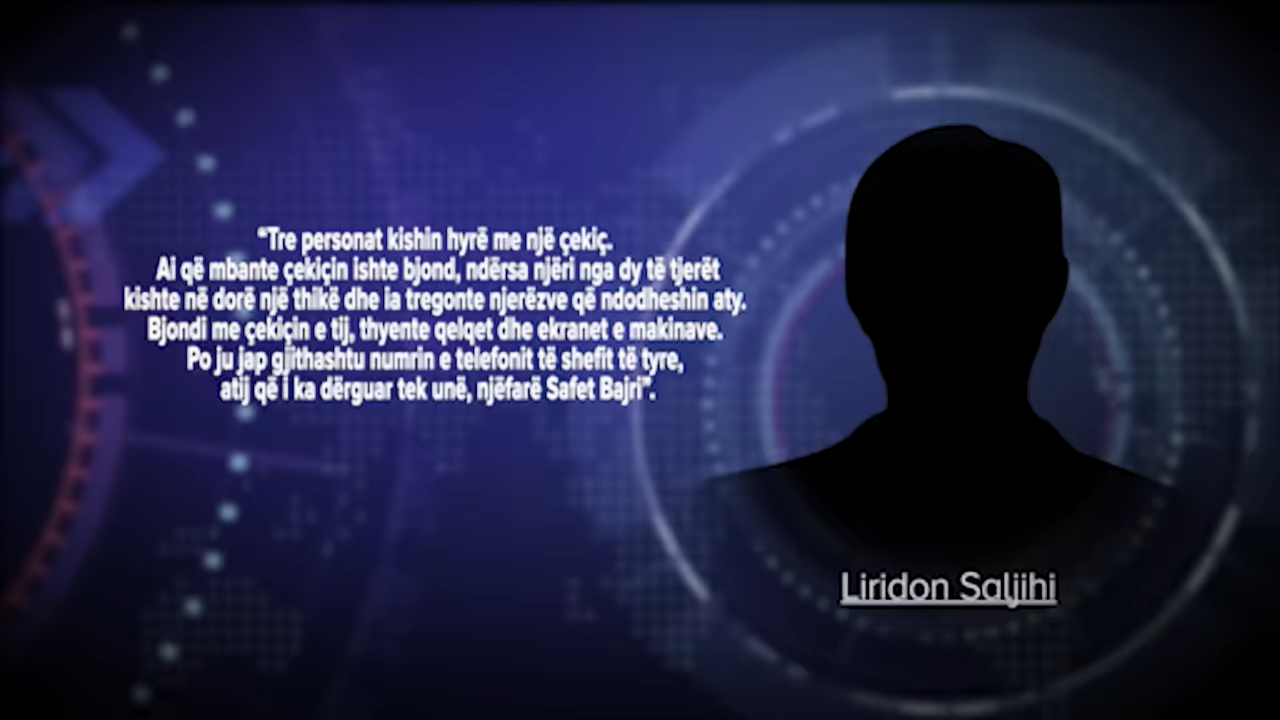 “Tre personat kishin hyrë me një çekiç.
Ai që mbante çekiçin ishte bjond, ndërsa njëri nga dy të tjerët
kishte në dorë një thikë dhe ia tregonte njerëzve që ndodheshin aty.
Bjondi me çekiçin e tij, thyente qelqet dhe ekranet e makinave.
Po ju jap gjithashtu numrin e telefonit të shefit të tyre,
atij që i ka dërguar tek unë, njëfarë Safet Bajri”.
Liridon Saljihi